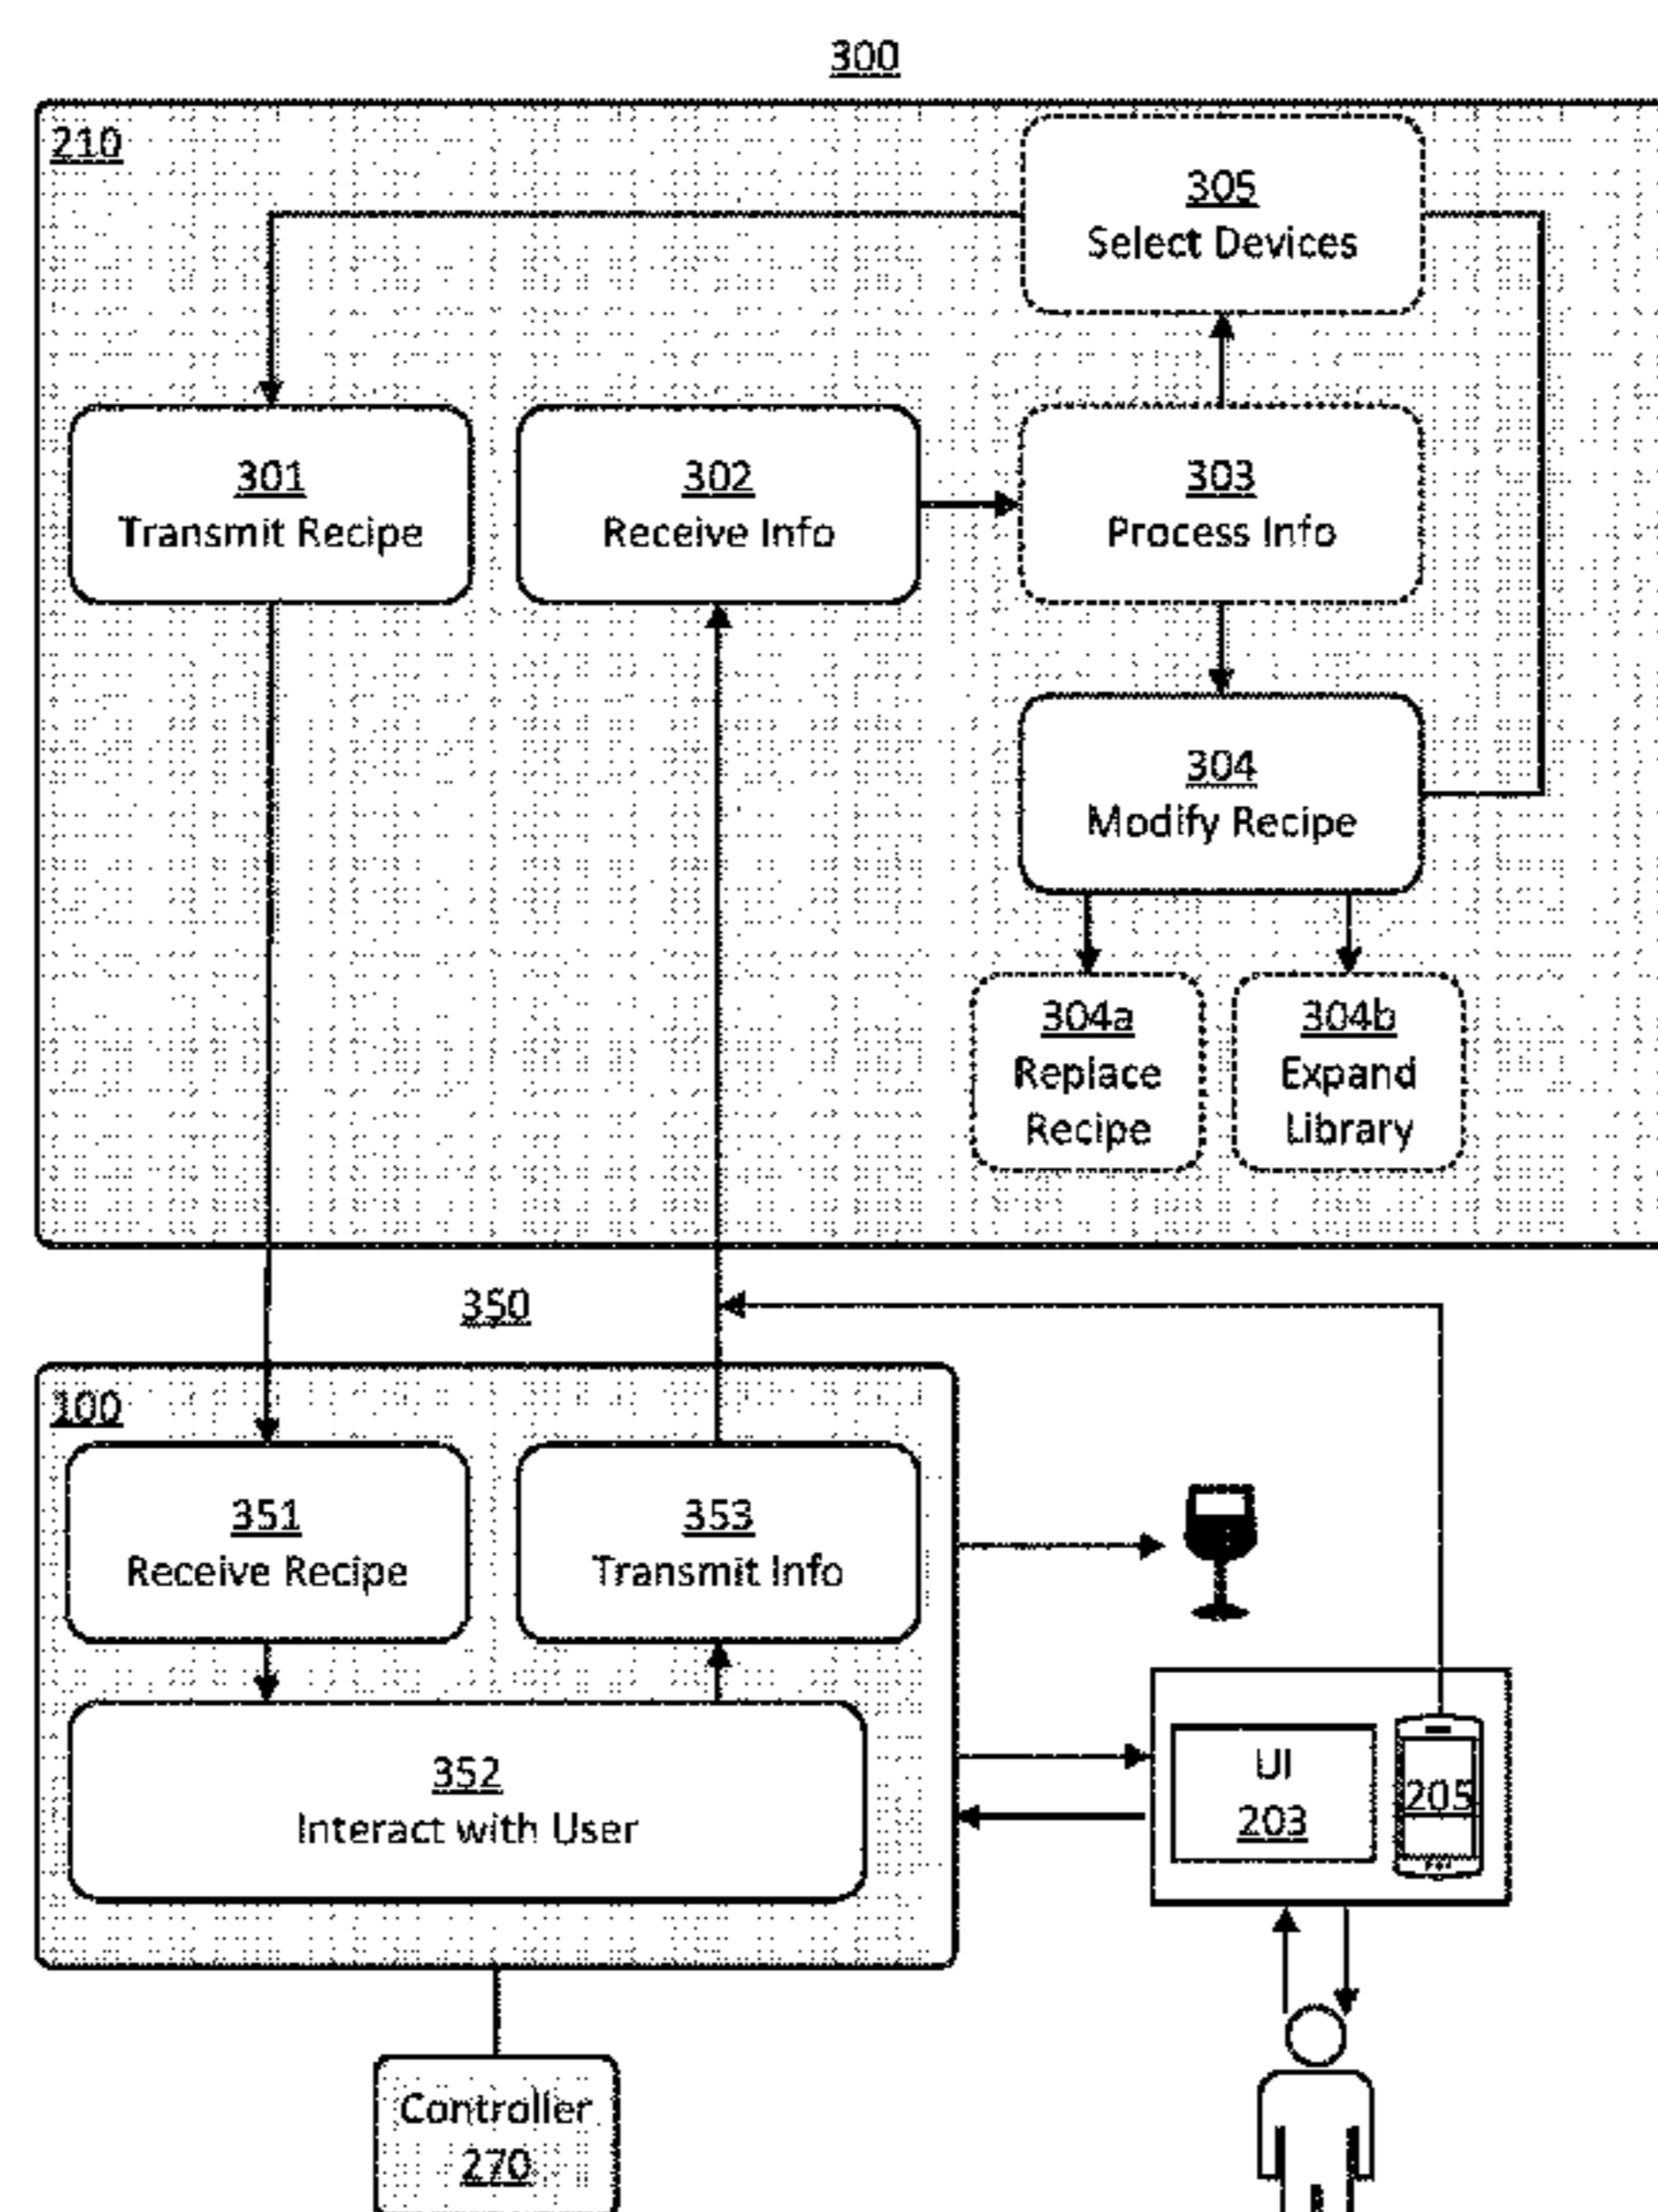 300
210
305
Select Devices
301
Transmit Recipe
302
Receive Info
303
Process Info
304
Modify Recipe
304a
Replace
Recipe
304b
Expand
Library
350
100
351
Receive Recipe
353
Transmit Info
352
Interact with User
UI
203
205
Controller
270